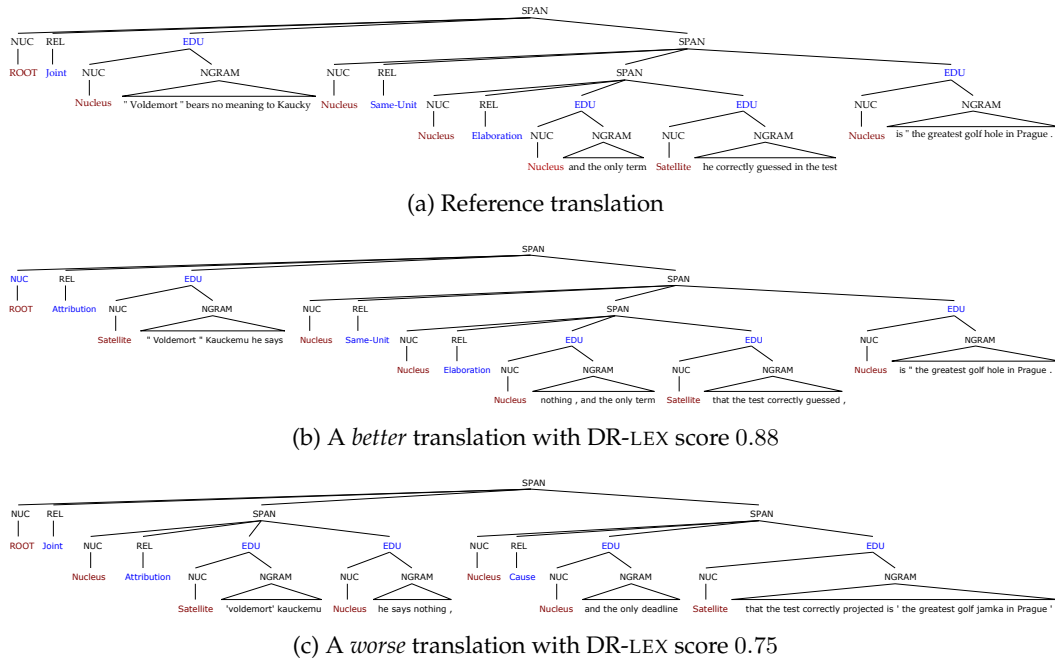 SPAN
NUC REL EDU SPAN
ROOT Joint NUC NGRAM NUC REL SPAN EDU
Nucleus " Voldemort " bears no meaning to Kaucky Nucleus Same-Unit NUC REL EDU EDU NUC NGRAM
Nucleus Elaboration NUC NGRAM NUC NGRAM Nucleus is " the greatest golf hole in Prague .
Nucleus and the only term Satellite he correctly guessed in the test
(a) Reference translation
SPAN
NUC REL EDU SPAN
ROOT Attribution NUC NGRAM NUC REL SPAN EDU
Satellite " Voldemort " Kauckemu he says Nucleus Same-Unit NUC REL EDU EDU NUC NGRAM
Nucleus Elaboration NUC NGRAM NUC NGRAM Nucleus is " the greatest golf hole in Prague .
Nucleus nothing , and the only term Satellite that the test correctly guessed ,
(b) A better translation with DR-LEX score 0.88
SPAN
NUC REL SPAN SPAN
ROOT Joint NUC REL EDU EDU NUC REL EDU EDU
Nucleus Attribution NUC NGRAM NUC NGRAM Nucleus Cause NUC NGRAM NUC NGRAM
Satellite 'voldemort' kauckemu Nucleus he says nothing , Nucleus and the only deadline Satellite that the test correctly projected is ' the greatest golf jamka in Prague '
(c) A worse translation with DR-LEX score 0.75